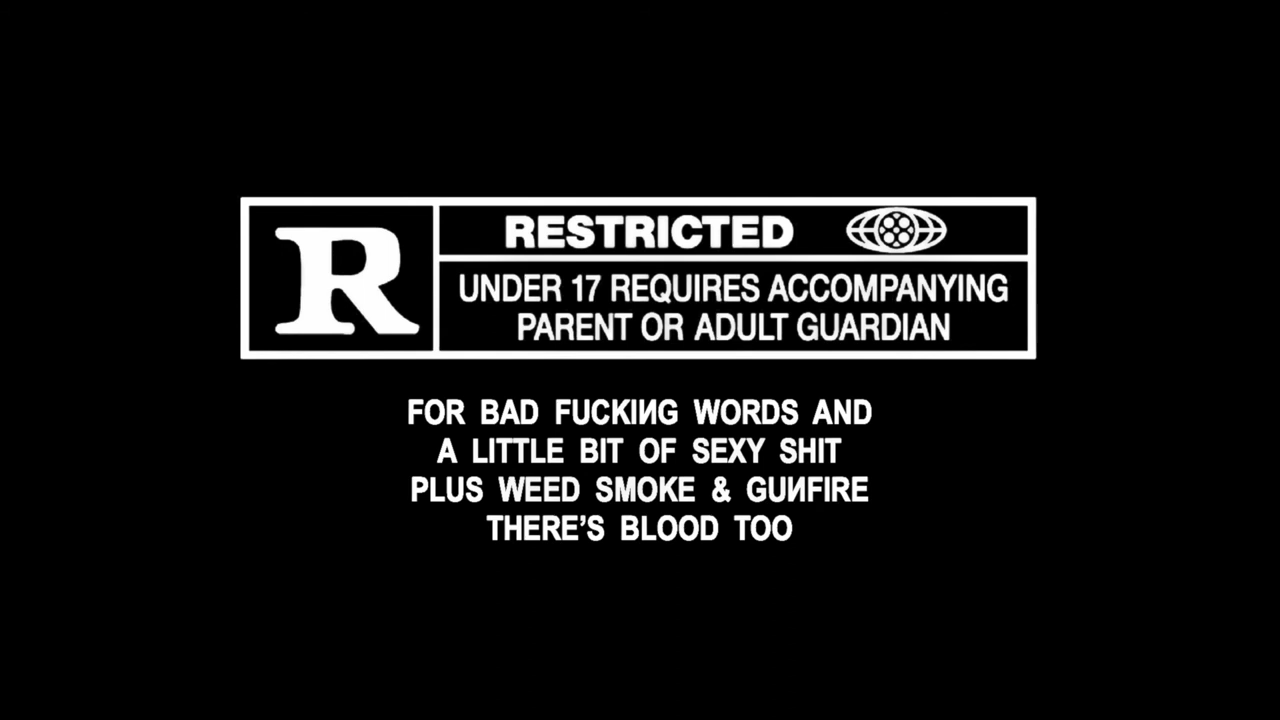 R
RESTRICTED
UNDER 17 REQUIRES ACCOMPANYING
PARENT OR ADULT GUARDIAN
FOR BAD FUCKIИG WORDS AND
A LITTLE BIT OF SEXY SHIT
PLUS WEED SMOKE & GUИFIRE
THERE'S BLOOD TOO